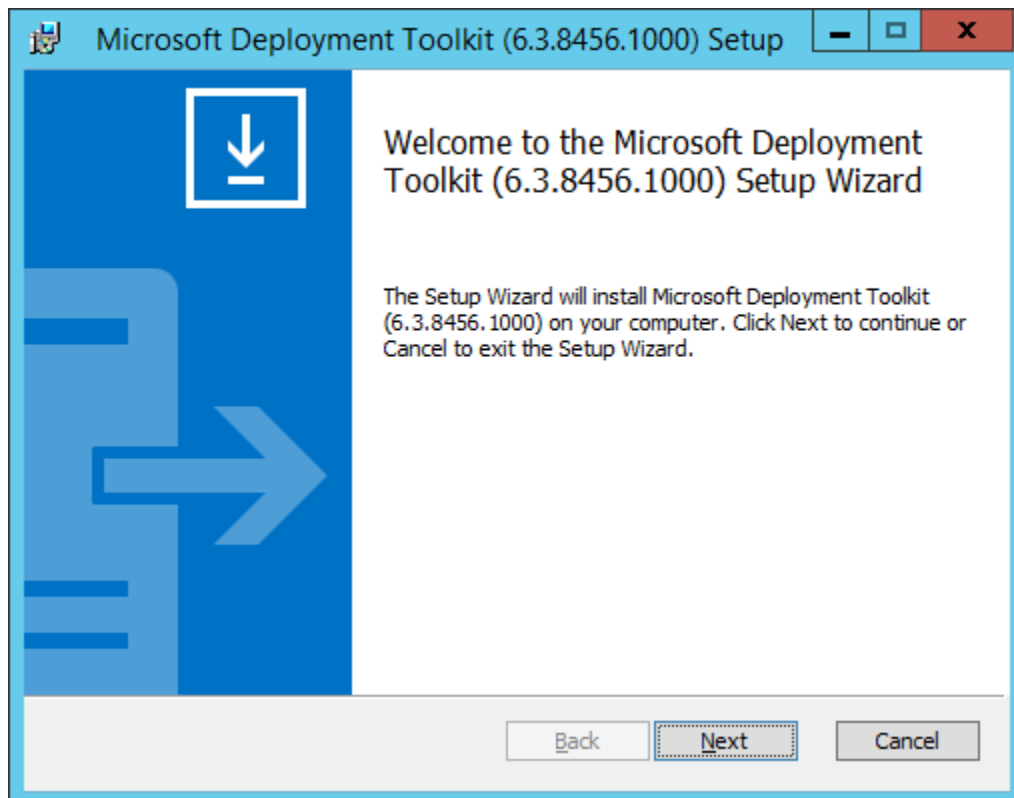 Microsoft Deployment Toolkit (6.3.8456.1000) Setup
Welcome to the Microsoft Deployment
Toolkit (6.3.8456.1000) Setup Wizard
The Setup Wizard will install Microsoft Deployment Toolkit
(6.3.8456.1000) on your computer. Click Next to continue or
Cancel to exit the Setup Wizard.
Back Next Cancel